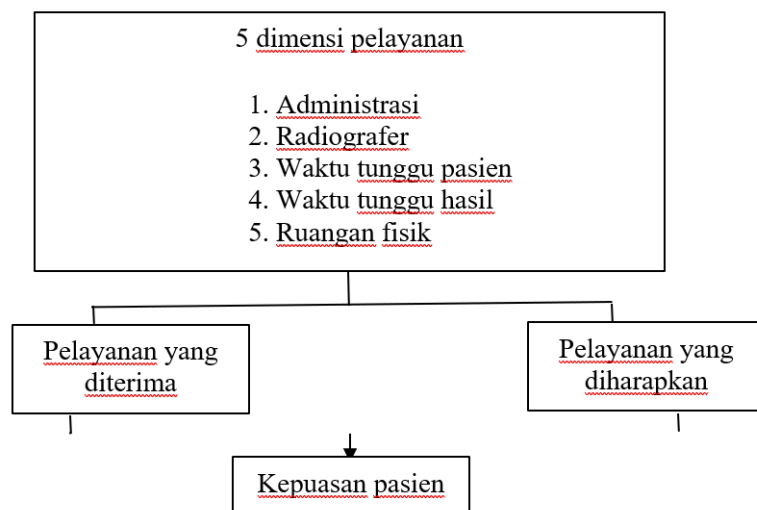 5 dimensi pelayanan
1. Administrasi
2. Radiografer
3. Waktu tunggu pasien
4. Waktu tunggu hasil
5. Ruangan fisik
Pelayanan yang
diterima
Pelayanan yang
diharapkan
Kepuasan pasien